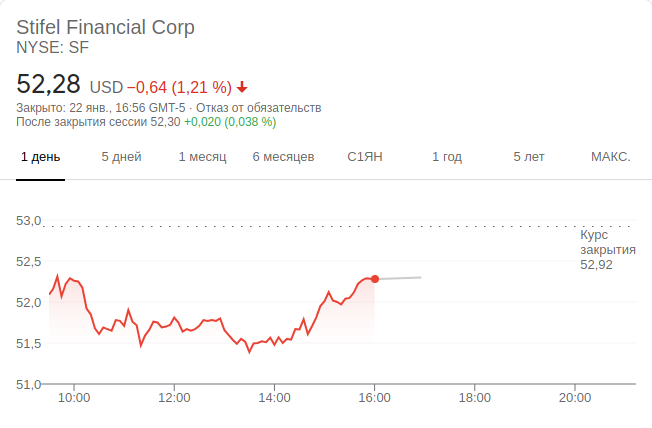 Stifel Financial Corp
NYSE: SF
52,28 USD −0,64 (1,21 %)
Закрыто: 22 янв., 16:56 GMT-5 · Отказ от обязательств
После закрытия сессии 52,30 +0,020 (0,038 %)
1 день 5 дней 1 месяц 6 месяцев С1ЯН 1 год 5 лет МАКС.
53,0
Курс
закрытия
52,92
52,5
52,0
51,5
51,0
10:00 12:00 14:00 16:00 18:00 20:00